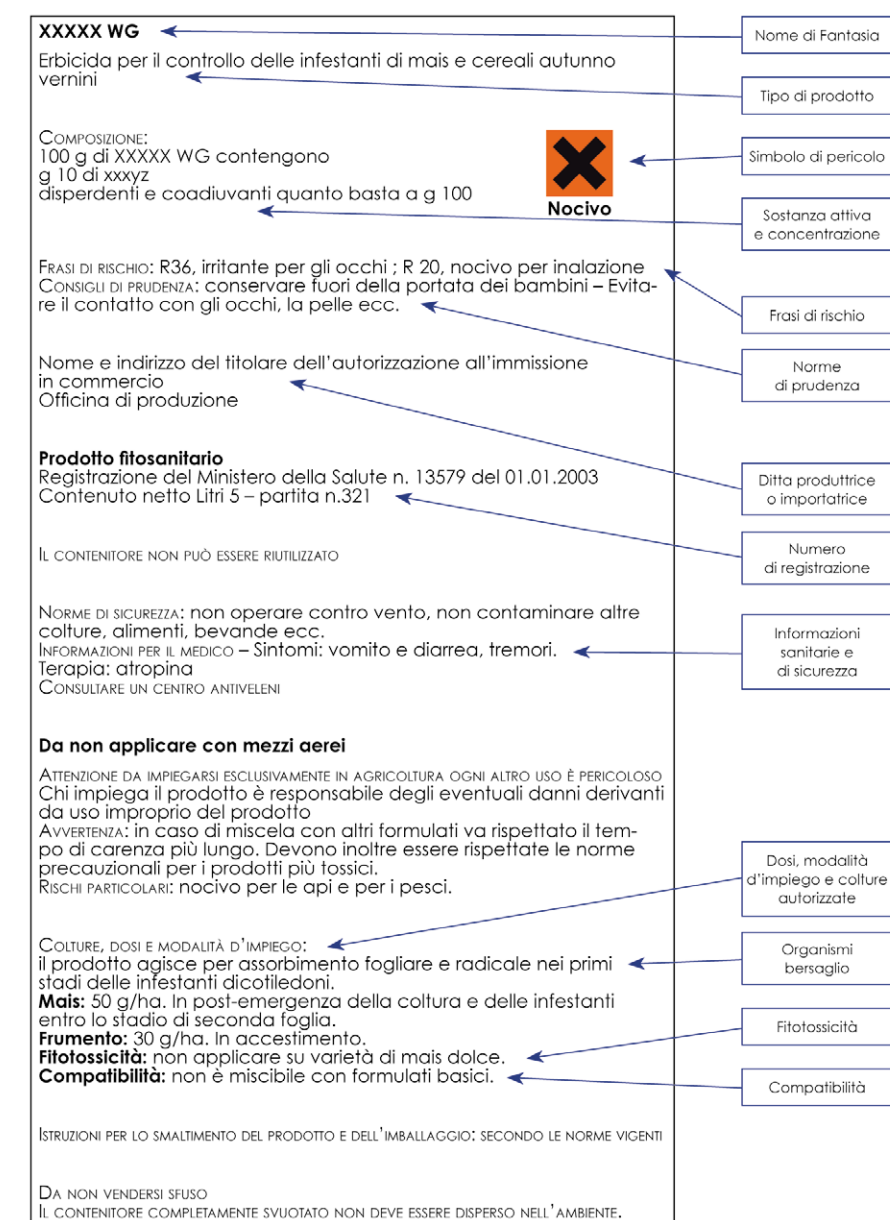 XXXXX WG
Nome di Fantasia
Erbicida per il controllo delle infestanti di mais e cereali autunno
vernini
Tipo di prodotto
Composizione:
100 g di XXXXX WG contengono
g 10 di xxxyz
disperdenti e coadiuvanti quanto basta a g 100
Nocivo
Simbolo di pericolo
Sostanza attiva
e concentrazione
Frasi di rischio: R36, irritante per gli occhi ; R 20, nocivo per inalazione
Consigli di prudenza: conservare fuori della portata dei bambini – Evita-
re il contatto con gli occhi, la pelle ecc.
Frasi di rischio
Norme
di prudenza
Nome e indirizzo del titolare dell'autorizzazione all'immissione
in commercio
Officina di produzione
Ditta produttrice
o importatrice
Prodotto fitosanitario
Registrazione del Ministero della Salute n. 13579 del 01.01.2003
Contenuto netto Litri 5 – partita n.321
Numero
di registrazione
Il contenitore non può essere riutilizzato
Norme di sicurezza: non operare contro vento, non contaminare altre
colture, alimenti, bevande ecc.
Informazioni per il medico – Sintomi: vomito e diarrea, tremori.
Terapia: atropina
Consultare un centro antiveleni
Informazioni
sanitarie e
di sicurezza
Da non applicare con mezzi aerei
Attenzione da impiegarsi esclusivamente in agricoltura ogni altro uso è pericoloso
Chi impiega il prodotto è responsabile degli eventuali danni derivanti
da uso improprio del prodotto
Avvertenza: in caso di miscela con altri formulati va rispettato il tem-
po di carenza più lungo. Devono inoltre essere rispettate le norme
precauzionali per i prodotti più tossici.
Rischi particolari: nocivo per le api e per i pesci.
Dosi, modalità
d'impiego e colture
autorizzate
Colture, dosi e modalità d'impiego:
il prodotto agisce per assorbimento fogliare e radicale nei primi
stadi delle infestanti dicotiledoni.
Organismi
bersaglio
Mais: 50 g/ha. In post-emergenza della coltura e delle infestanti
entro lo stadio di seconda foglia.
Frumento: 30 g/ha. In accestimento.
Fitotossicità: non applicare su varietà di mais dolce.
Fitotossicità
Compatibilità: non è miscibile con formulati basici.
Compatibilità
Istruzioni per lo smaltimento del prodotto e dell'imballaggio: secondo le norme vigenti
Da non vendersi sfuso
Il contenitore completamente svuotato non deve essere disperso nell'ambiente.